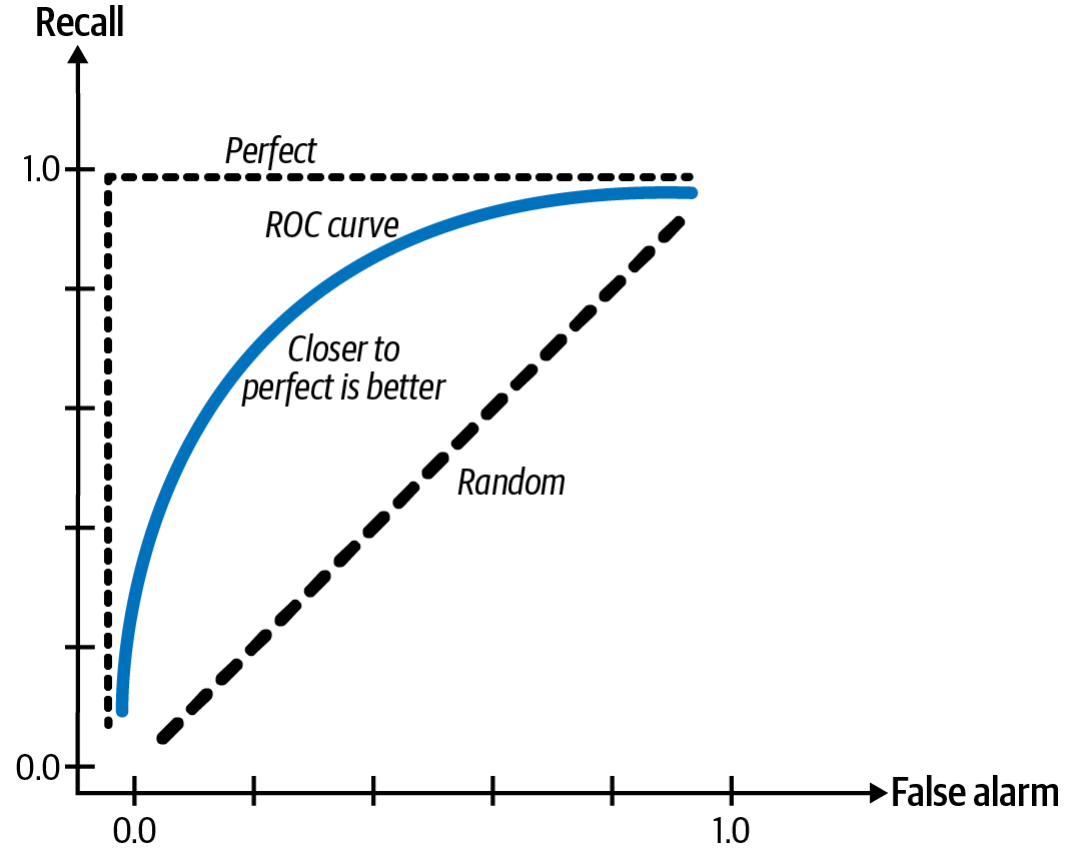 Recall
1.0
Perfect
ROC curve
Closer to
perfect is better
Random
0.0
False alarm
0.0
1.0